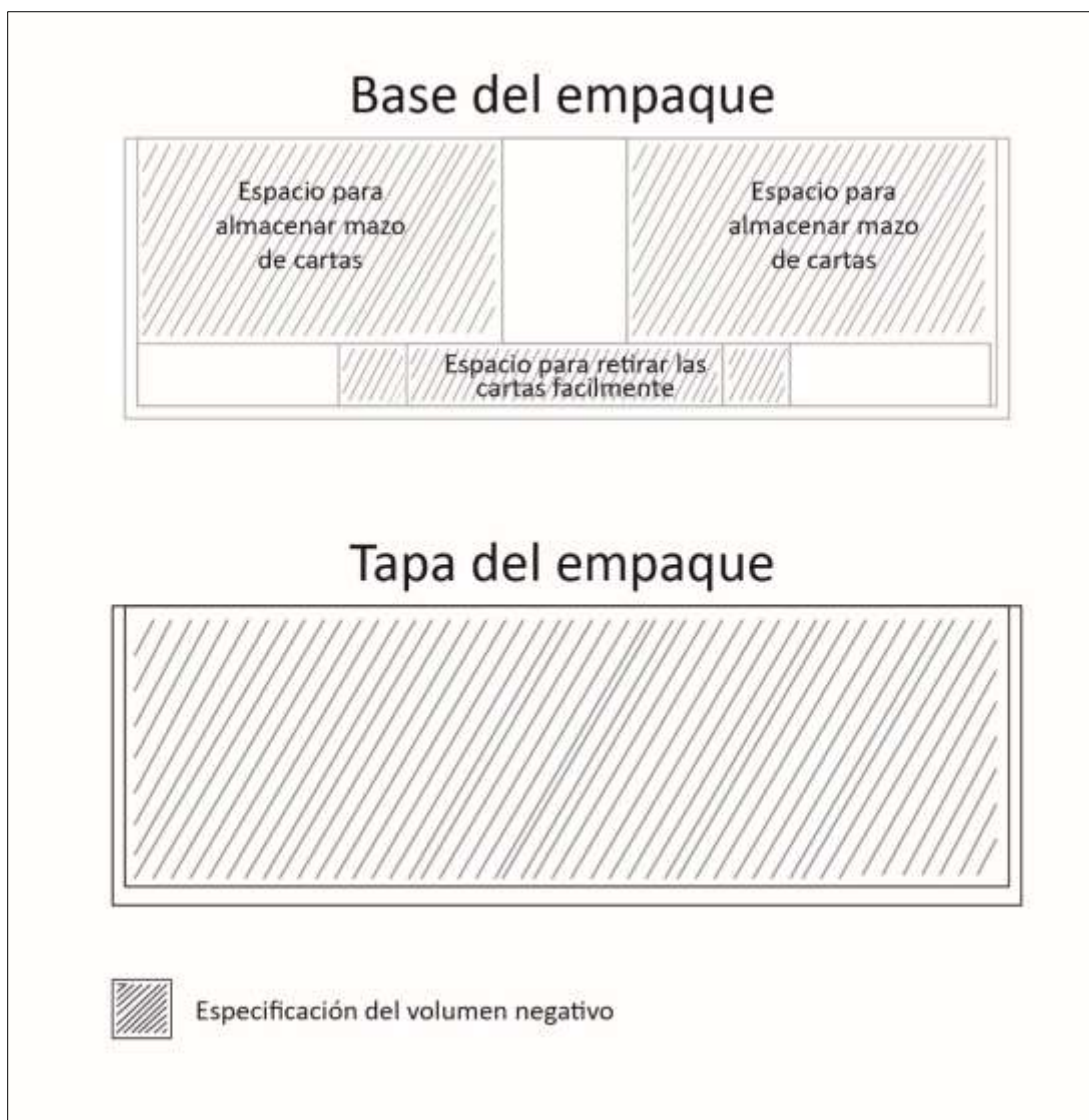 Base del empaque
Espacio para
almacenar mazo
de cartas
Espacio para
almacenar mazo
de cartas
Espacio para retirar las
cartas facilmente
Tapa del empaque
Especificación del volumen negativo